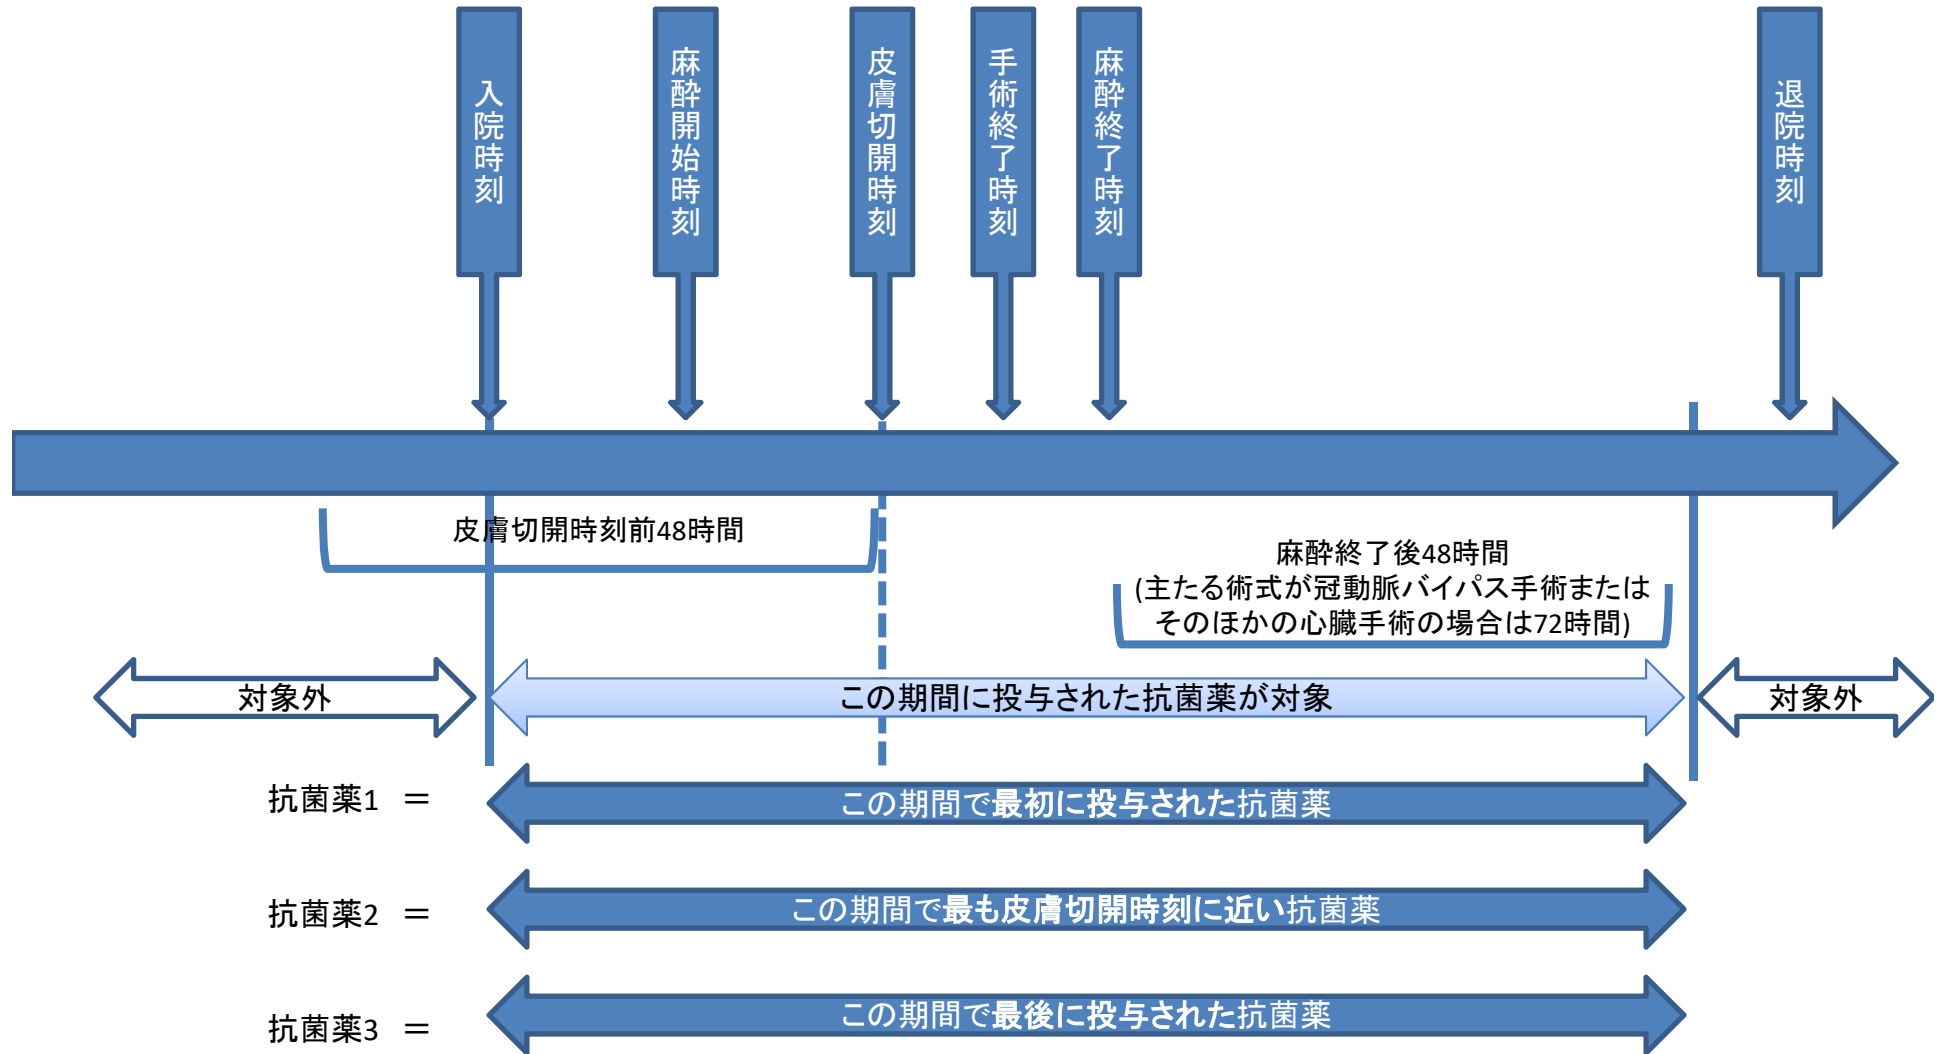 入院時刻
麻酔開始時刻
皮膚切開時刻
手術終了時刻
麻酔終了時刻
退院時刻
皮膚切開時刻前48時間
麻酔終了後48時間
(主たる術式が冠動脈バイパス手術または
そのほかの心臓手術の場合は72時間)
対象外
この期間に投与された抗菌薬が対象
対象外
抗菌薬1 ＝
この期間で最初に投与された抗菌薬
抗菌薬2 ＝
この期間で最も皮膚切開時刻に近い抗菌薬
抗菌薬3 ＝
この期間で最後に投与された抗菌薬